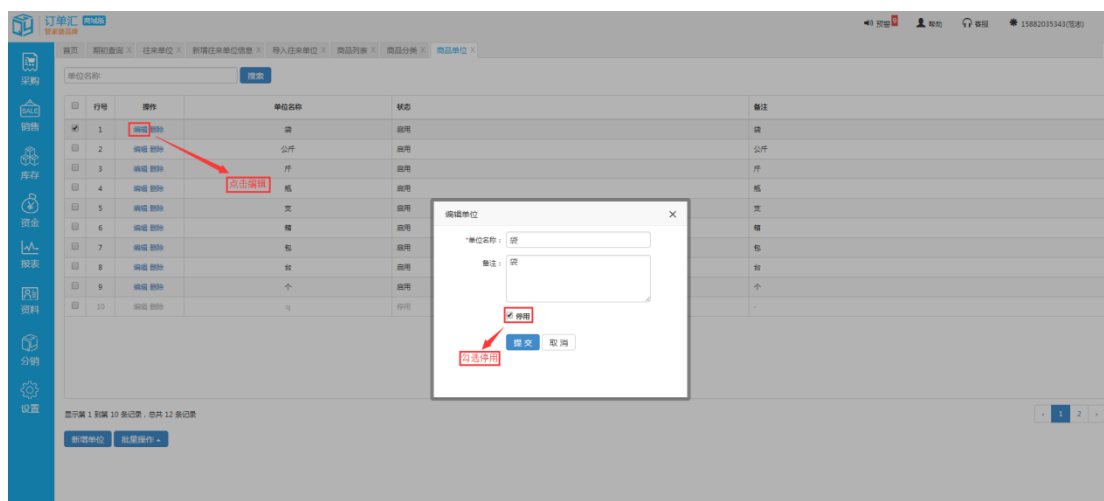 订单汇 商城版
管家婆品牌
预警 0 帮助 客服 15882035343(范忠)
首页 期初查询 × 往来单位 × 新增往来单位信息 × 导入往来单位 × 商品列表 × 商品分类 × 商品单位 ×
采购
销售
库存
资金
报表
资料
分销
设置
单位名称 搜索
行号 操作 单位名称 状态 备注
1 编辑 删除 袋 启用 袋
2 编辑 删除 公斤 启用 公斤
3 编辑 删除 斤 启用 斤
4 编辑 删除 瓶 启用 瓶
5 编辑 删除 支 启用 支
6 编辑 删除 箱 启用 箱
7 编辑 删除 包 启用 包
8 编辑 删除 台 启用 台
9 编辑 删除 个 启用 个
10 编辑 删除 停用
点击编辑
编辑单位 ×
*单位名称: 袋
备注: 袋
停用
提交 取消
勾选停用
显示第 1 到第 10 条记录,总共 12 条记录
‹ 1 2 ›
新增单位 批量操作